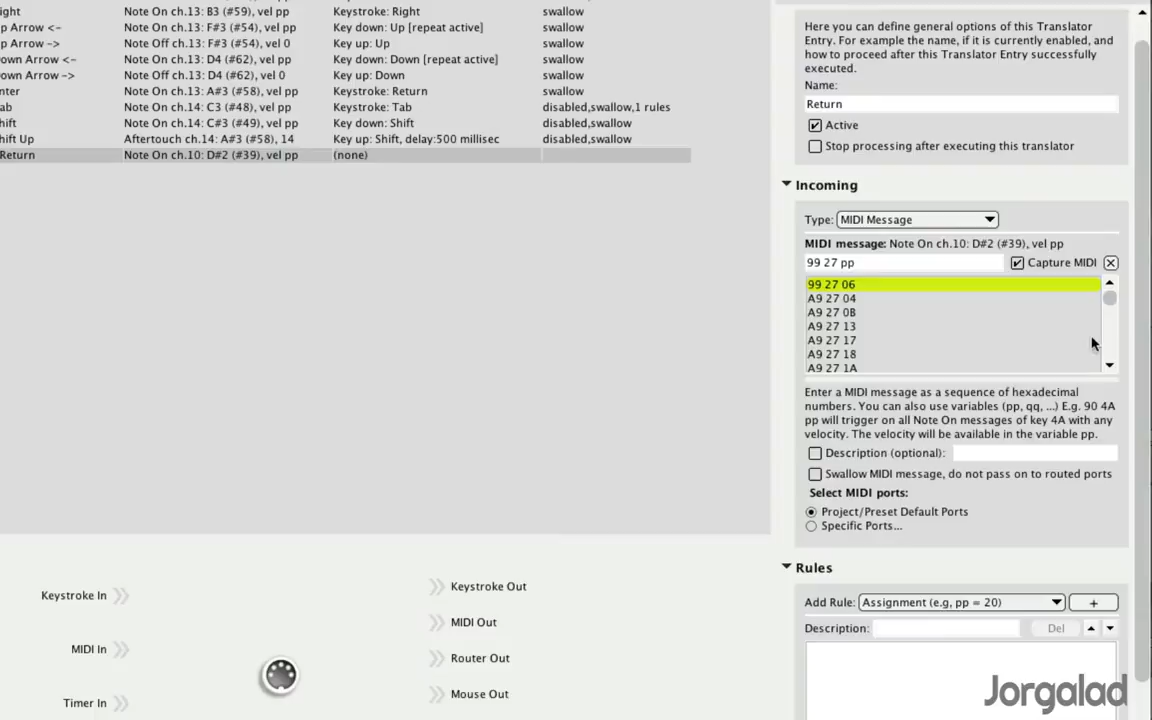 ight Note On ch.13: B3 (#59), vel pp Keystroke: Right swallow
p Arrow <- Note On ch.13: F#3 (#54), vel pp Key down: Up [repeat active] swallow
p Arrow -> Note Off ch.13: F#3 (#54), vel 0 Key up: Up swallow
own Arrow <- Note On ch.13: D4 (#62), vel pp Key down: Down [repeat active] swallow
own Arrow -> Note Off ch.13: D4 (#62), vel 0 Key up: Down swallow
nter Note On ch.13: A#3 (#58), vel pp Keystroke: Return swallow
ab Note On ch.14: C3 (#48), vel pp Keystroke: Tab disabled,swallow,1 rules
hift Note On ch.14: C#3 (#49), vel pp Key down: Shift disabled,swallow
hift Up Aftertouch ch.14: A#3 (#58), 14 Key up: Shift, delay:500 millisec disabled,swallow
Return Note On ch.10: D#2 (#39), vel pp (none)
Keystroke In
MIDI In
Timer In
Keystroke Out
MIDI Out
Router Out
Mouse Out
Here you can define general options of this Translator
Entry. For example the name, if it is currently enabled, and
how to proceed after this Translator Entry successfully
executed.
Name:
Return
Active
Stop processing after executing this translator
Incoming
Type: MIDI Message
MIDI message: Note On ch.10: D#2 (#39), vel pp
99 27 pp Capture MIDI
99 27 06
A9 27 04
A9 27 0B
A9 27 13
A9 27 17
A9 27 18
A9 27 1A
Enter a MIDI message as a sequence of hexadecimal
numbers. You can also use variables (pp, qq, ...) E.g. 90 4A
pp will trigger on all Note On messages of key 4A with any
velocity. The velocity will be available in the variable pp.
Description (optional):
Swallow MIDI message, do not pass on to routed ports
Select MIDI ports:
Project/Preset Default Ports
Specific Ports...
Rules
Add Rule: Assignment (e.g, pp = 20) +
Description: Del
Jorgalad